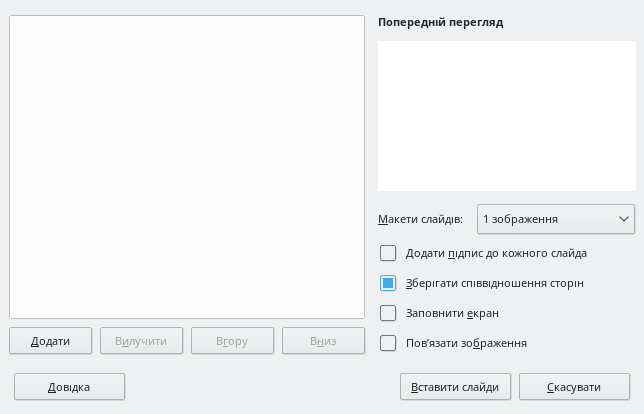 Попередній перегляд
Макети слайдів:
1 зображення
Додати підпис до кожного слайда
Зберігати співвідношення сторін
Заповнити екран
Пов’язати зображення
Додати
Вилучити
Вгору
Вниз
Довідка
Вставити слайди
Скасувати